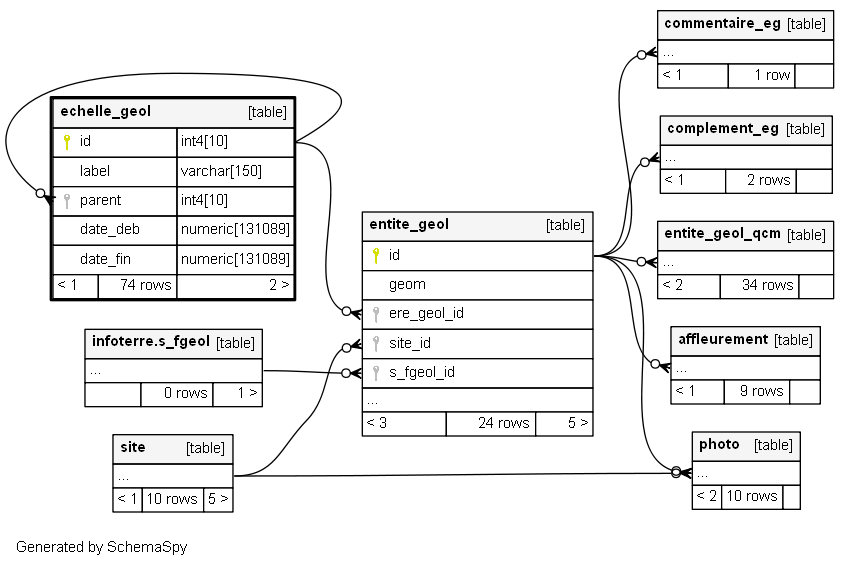 commentaire_eg [table]
...
< 1 1 row
echelle_geol [table]
id int4[10]
label varchar[150]
parent int4[10]
date_deb numeric[131089]
date_fin numeric[131089]
< 1 74 rows 2 >
complement_eg [table]
...
< 1 2 rows
entite_geol [table]
id
geom
ere_geol_id
site_id
s_fgeol_id
...
< 3 24 rows 5 >
entite_geol_qcm [table]
...
< 2 34 rows
infoterre.s_fgeol [table]
...
0 rows 1 >
affleurement [table]
...
< 1 9 rows
site [table]
...
< 1 10 rows 5 >
photo [table]
...
< 2 10 rows
Generated by SchemaSpy